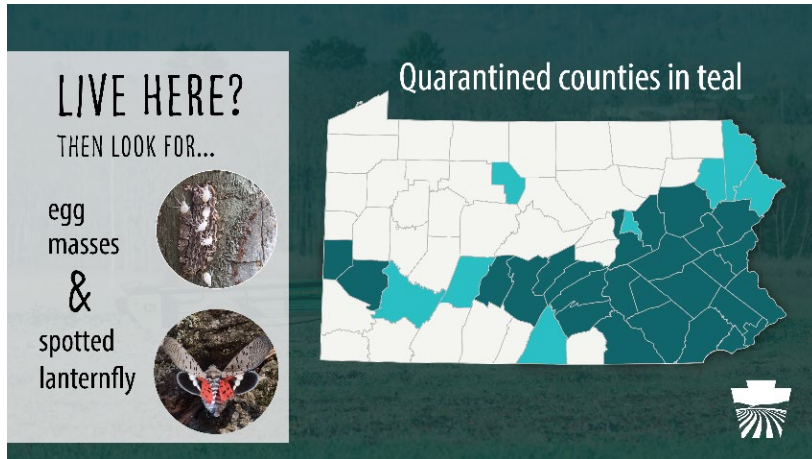 LIVE HERE?
THEN LOOK FOR...
egg
masses
&
spotted
lanternfly
Quarantined counties in teal